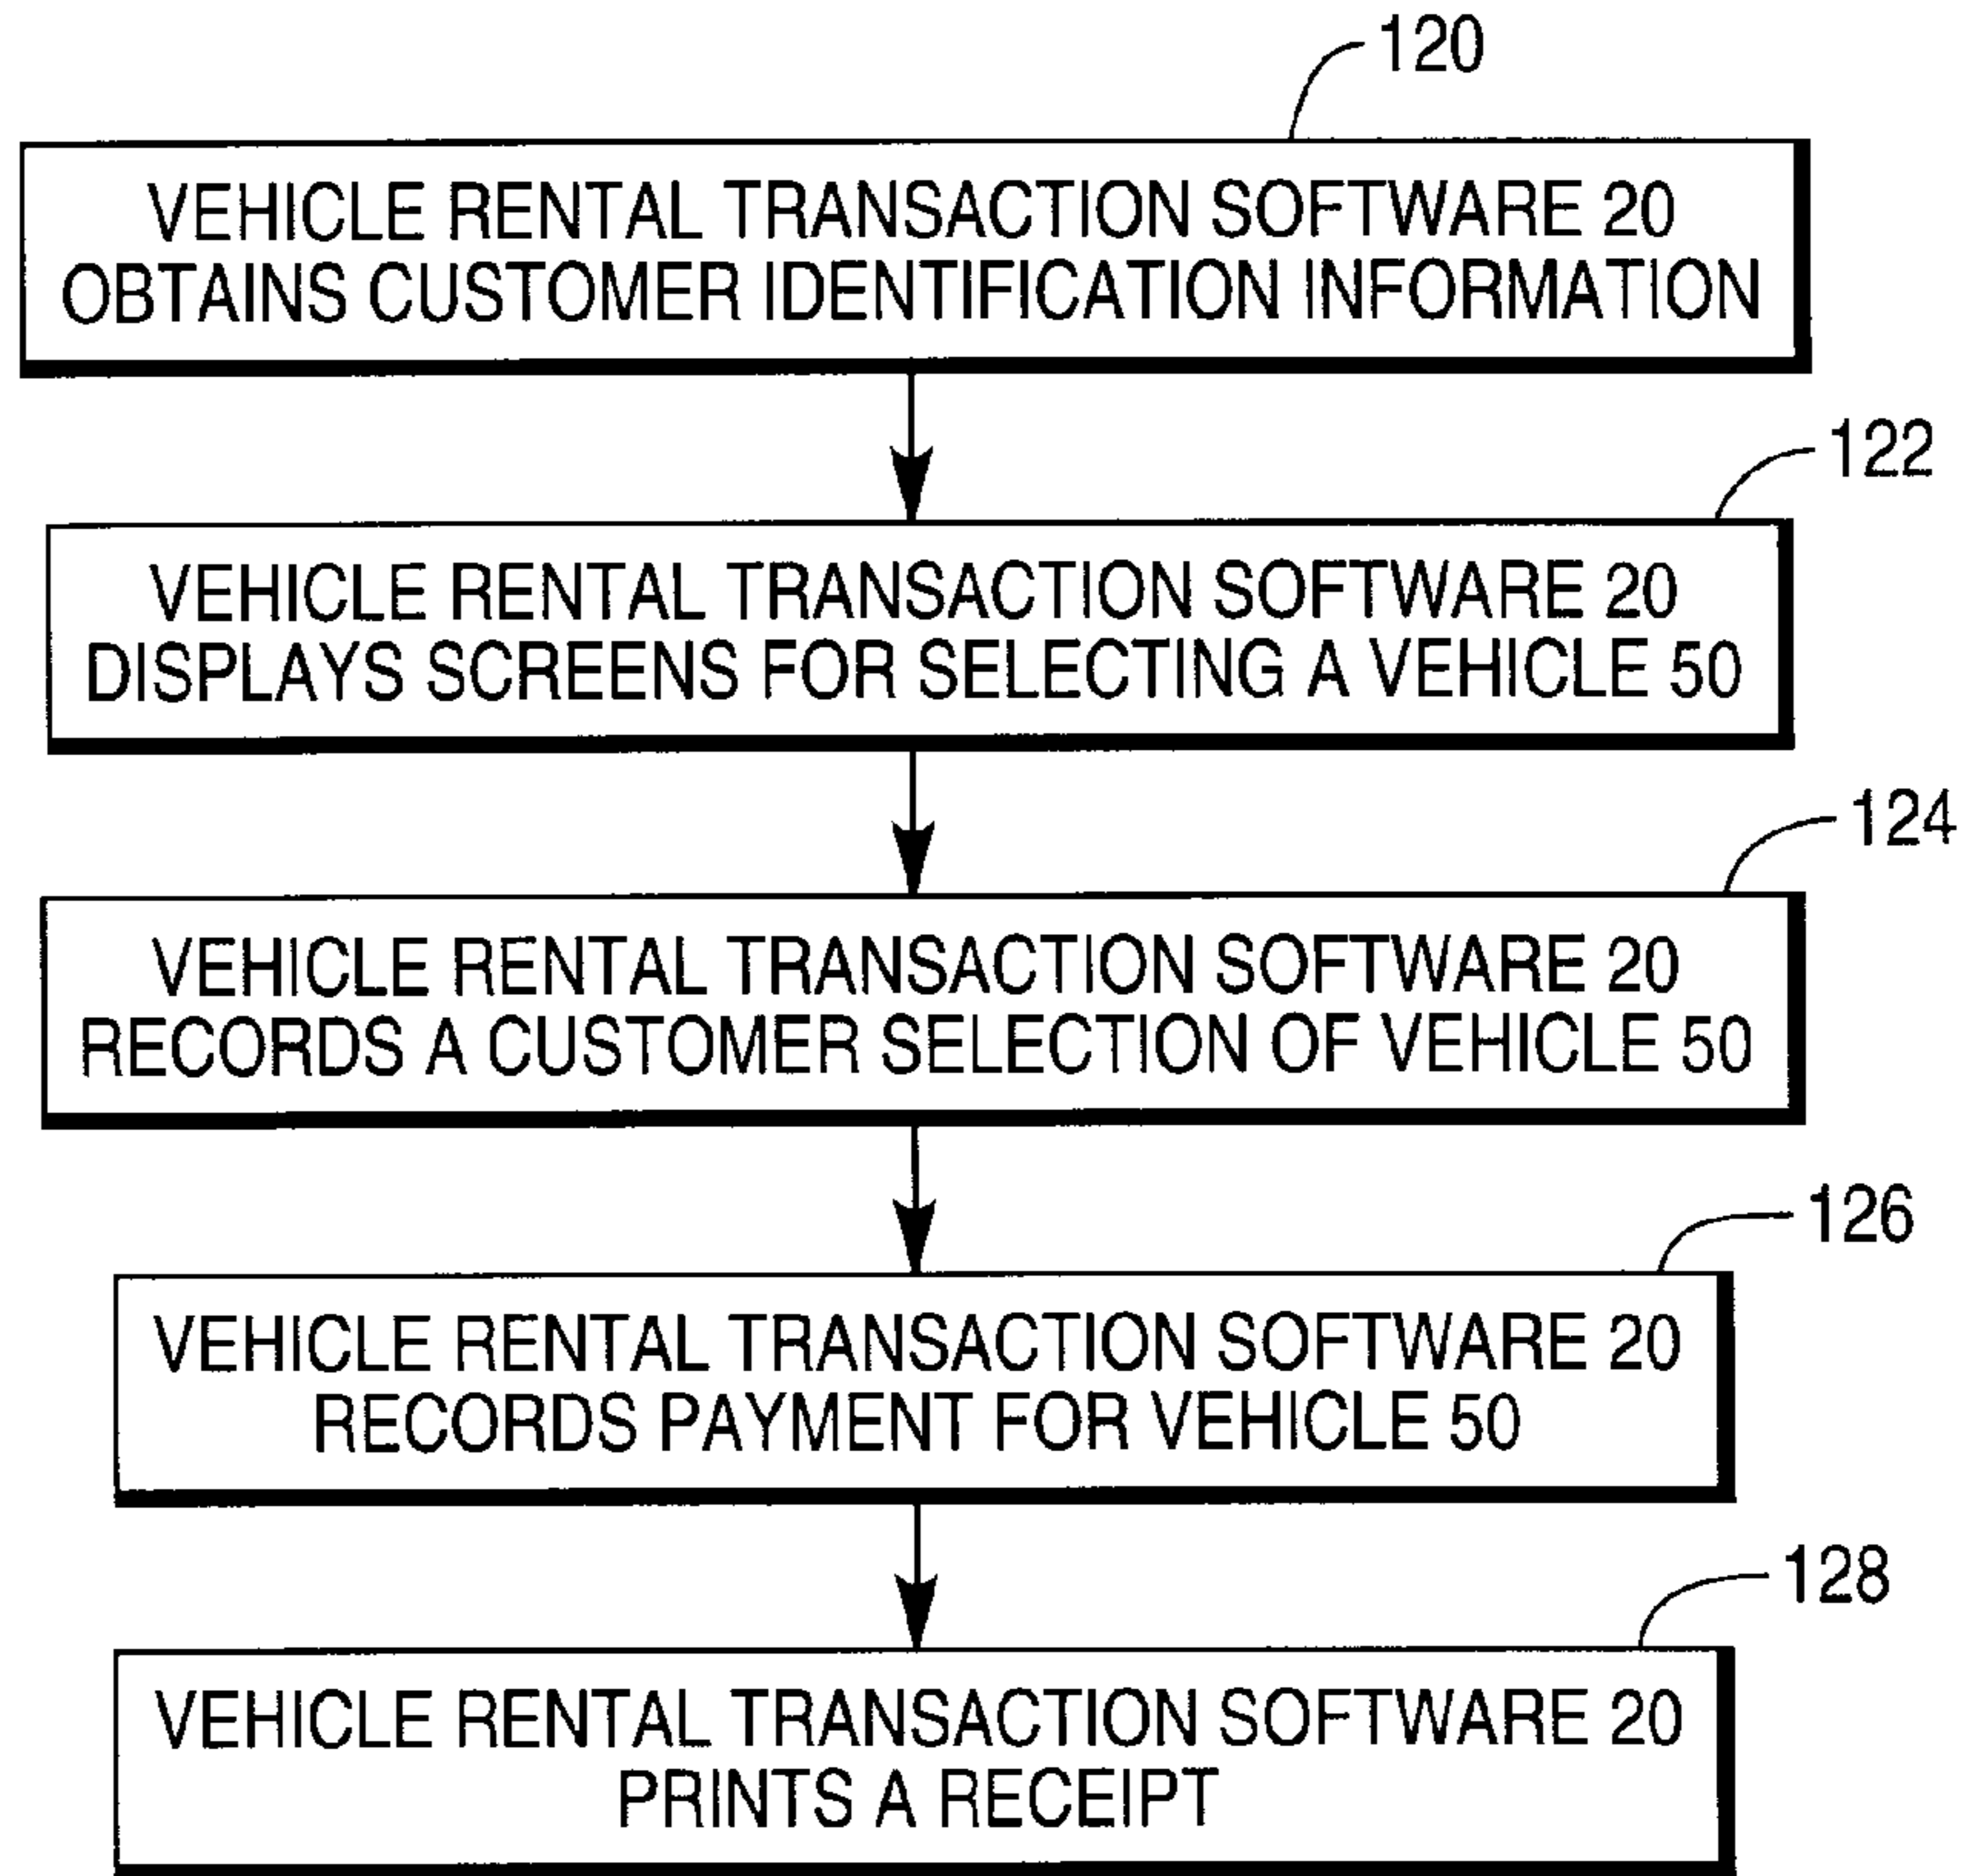 120
VEHICLE RENTAL TRANSACTION SOFTWARE 20
OBTAINS CUSTOMER IDENTIFICATION INFORMATION
122
VEHICLE RENTAL TRANSACTION SOFTWARE 20
DISPLAYS SCREENS FOR SELECTING A VEHICLE 50
124
VEHICLE RENTAL TRANSACTION SOFTWARE 20
RECORDS A CUSTOMER SELECTION OF VEHICLE 50
126
VEHICLE RENTAL TRANSACTION SOFTWARE 20
RECORDS PAYMENT FOR VEHICLE 50
128
VEHICLE RENTAL TRANSACTION SOFTWARE 20
PRINTS A RECEIPT